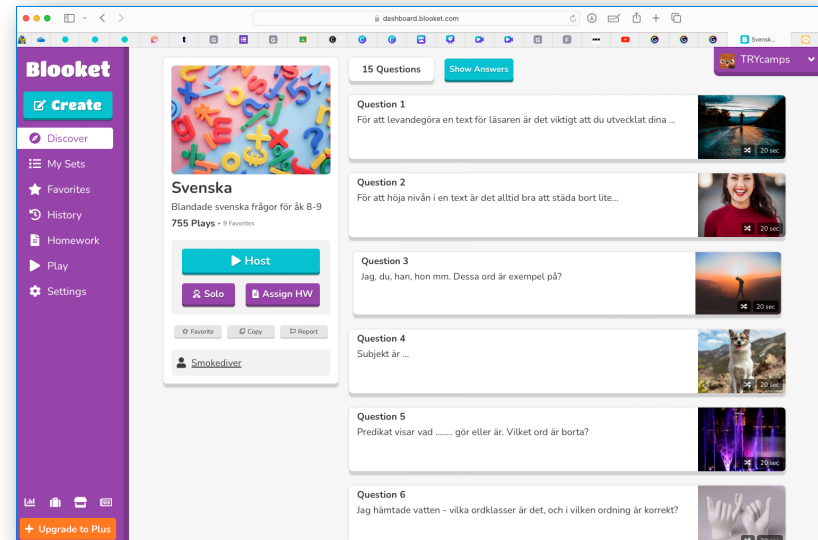 dashboard.blooket.com
Svensk...
Blooket
TRYcamps
Create
Discover
My Sets
Favorites
History
Homework
Play
Settings
Upgrade to Plus
Svenska
Blandade svenska frågor för åk 8-9
755 Plays • 9 Favorites
Host
Solo
Assign HW
Favorite
Copy
Report
Smokediver
15 Questions
Show Answers
Question 1
För att levandegöra en text för läsaren är det viktigt att du utvecklat dina ...
20 sec
Question 2
För att höja nivån i en text är det alltid bra att städa bort lite...
20 sec
Question 3
Jag, du, han, hon mm. Dessa ord är exempel på?
20 sec
Question 4
Subjekt är ...
20 sec
Question 5
Predikat visar vad ........ gör eller är. Vilket ord är borta?
20 sec
Question 6
Jag hämtade vatten - vilka ordklasser är det, och i vilken ordning är korrekt?